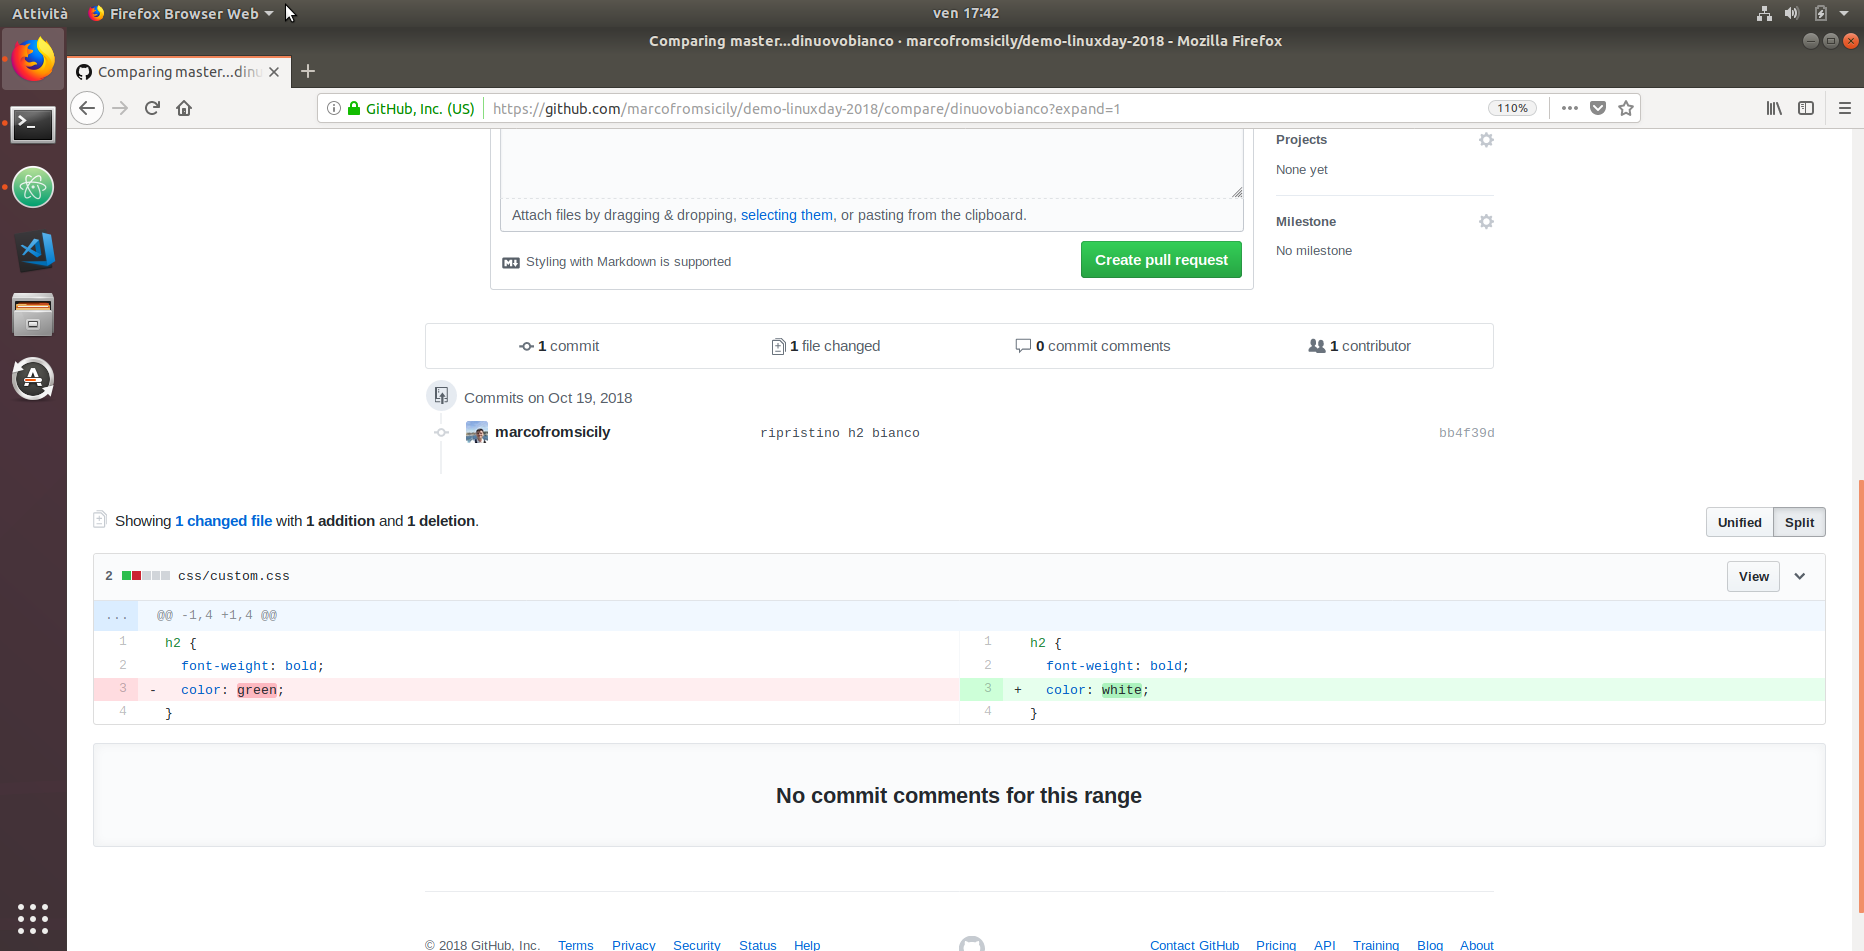 Attività Firefox Browser Web ven 17:42
Comparing master...dinuovobianco · marcofromsicily/demo-linuxday-2018 - Mozilla Firefox
Comparing master...dinu
GitHub, Inc. (US) https://github.com/marcofromsicily/demo-linuxday-2018/compare/dinuovobianco?expand=1 110%
Projects
None yet
Attach files by dragging & dropping, selecting them, or pasting from the clipboard.
Milestone
No milestone
Styling with Markdown is supported
Create pull request
1 commit 1 file changed 0 commit comments 1 contributor
Commits on Oct 19, 2018
marcofromsicily ripristino h2 bianco bb4f39d
Showing 1 changed file with 1 addition and 1 deletion.
Unified Split
2 css/custom.css View
... @@ -1,4 +1,4 @@
1 h2 { 1 h2 {
2 font-weight: bold; 2 font-weight: bold;
3 - color: green; 3 + color: white;
4 } 4 }
No commit comments for this range
© 2018 GitHub, Inc. Terms Privacy Security Status Help Contact GitHub Pricing API Training Blog About